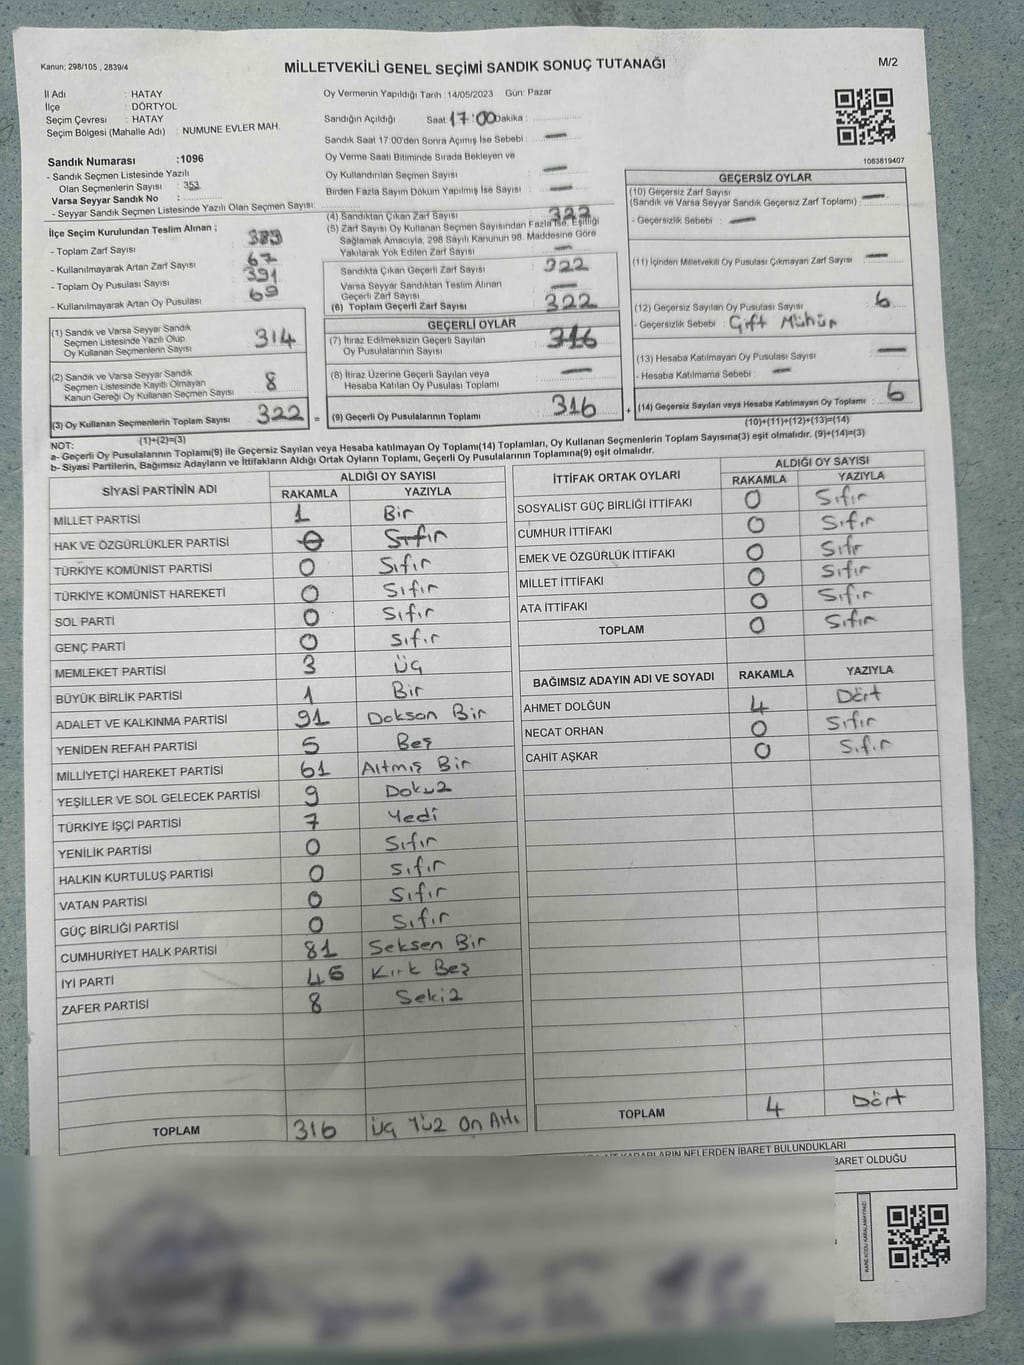 Kanun; 298/105 , 2839/4
MİLLETVEKİLİ GENEL SEÇİMİ SANDIK SONUÇ TUTANAĞI
M/2
İl Adı : HATAY
İlçe : DÖRTYOL
Seçim Çevresi : HATAY
Seçim Bölgesi (Mahalle Adı) : NUMUNE EVLER MAH.
Sandık Numarası :1096
- Sandık Seçmen Listesinde Yazılı
Olan Seçmenlerin Sayısı : 353
Varsa Seyyar Sandık No :
- Seyyar Sandık Seçmen Listesinde Yazılı Olan Seçmen Sayısı:
Oy Vermenin Yapıldığı Tarih :14/05/2023 Gün: Pazar
Sandığın Açıldığı Saat: 17:00 Dakika :
Sandık Saat 17:00'den Sonra Açılmış İse Sebebi : —
Oy Verme Saati Bitiminde Sırada Bekleyen ve
Oy Kullandırılan Seçmen Sayısı : —
Birden Fazla Sayım Döküm Yapılmış İse Sayısı : —
1083819407
İlçe Seçim Kurulundan Teslim Alınan ;
- Toplam Zarf Sayısı : 383
- Kullanılmayarak Artan Zarf Sayısı : 67
- Toplam Oy Pusulası Sayısı : 391
- Kullanılmayarak Artan Oy Pusulası : 69
(1) Sandık ve Varsa Seyyar Sandık
Seçmen Listesinde Yazılı Olup
Oy Kullanan Seçmenlerin Sayısı 314
(2) Sandık ve Varsa Seyyar Sandık
Seçmen Listesinde Kayıtlı Olmayan
Kanun Gereği Oy Kullanan Seçmen Sayısı 8
(3) Oy Kullanan Seçmenlerin Toplam Sayısı 322 =
(1)+(2)=(3)
(4) Sandıktan Çıkan Zarf Sayısı 322
(5) Zarf Sayısı Oy Kullanan Seçmen Sayısından Fazla İse, Eşitliği
Sağlamak Amacıyla, 298 Sayılı Kanunun 98. Maddesine Göre
Yakılarak Yok Edilen Zarf Sayısı —
Sandıkta Çıkan Geçerli Zarf Sayısı 322
Varsa Seyyar Sandıktan Teslim Alınan
Geçerli Zarf Sayısı —
(6) Toplam Geçerli Zarf Sayısı 322
GEÇERLİ OYLAR
(7) İtiraz Edilmeksizin Geçerli Sayılan
Oy Pusulalarının Sayısı 316
(8) İtiraz Üzerine Geçerli Sayılan veya
Hesaba Katılan Oy Pusulası Toplamı —
(9) Geçerli Oy Pusulalarının Toplamı 316 +
GEÇERSİZ OYLAR
(10) Geçersiz Zarf Sayısı
(Sandık ve Varsa Seyyar Sandık Geçersiz Zarf Toplamı) : —
- Geçersizlik Sebebi : —
(11) İçinden Milletvekili Oy Pusulası Çıkmayan Zarf Sayısı : —
(12) Geçersiz Sayılan Oy Pusulası Sayısı : 6
- Geçersizlik Sebebi : Çift Mühür
(13) Hesaba Katılmayan Oy Pusulası Sayısı : —
- Hesaba Katılmama Sebebi : —
(14) Geçersiz Sayılan veya Hesaba Katılmayan Oy Toplamı : 6
(10)+(11)+(12)+(13)=(14)
NOT:
a- Geçerli Oy Pusulalarının Toplamı(9) ile Geçersiz Sayılan veya Hesaba katılmayan Oy Toplamı(14) Toplamları, Oy Kullanan Seçmenlerin Toplam Sayısına(3) eşit olmalıdır. (9)+(14)=(3)
b- Siyasi Partilerin, Bağımsız Adayların ve İttifakların Aldığı Ortak Oyların Toplamı, Geçerli Oy Pusulalarının Toplamına(9) eşit olmalıdır.
SİYASİ PARTİNİN ADI ALDIĞI OY SAYISI
RAKAMLA YAZIYLA
MİLLET PARTİSİ 1 Bir
HAK VE ÖZGÜRLÜKLER PARTİSİ 0 Sıfır
TÜRKİYE KOMÜNİST PARTİSİ 0 Sıfır
TÜRKİYE KOMÜNİST HAREKETİ 0 Sıfır
SOL PARTİ 0 Sıfır
GENÇ PARTİ 0 Sıfır
MEMLEKET PARTİSİ 3 Üç
BÜYÜK BİRLİK PARTİSİ 1 Bir
ADALET VE KALKINMA PARTİSİ 91 Doksan Bir
YENİDEN REFAH PARTİSİ 5 Beş
MİLLİYETÇİ HAREKET PARTİSİ 61 Altmış Bir
YEŞİLLER VE SOL GELECEK PARTİSİ 9 Dokuz
TÜRKİYE İŞÇİ PARTİSİ 7 Yedi
YENİLİK PARTİSİ 0 Sıfır
HALKIN KURTULUŞ PARTİSİ 0 Sıfır
VATAN PARTİSİ 0 Sıfır
GÜÇ BİRLİĞİ PARTİSİ 0 Sıfır
CUMHURİYET HALK PARTİSİ 81 Seksen Bir
İYİ PARTİ 45 Kırk Beş
ZAFER PARTİSİ 8 Sekiz
TOPLAM 316 Üç Yüz On Altı
İTTİFAK ORTAK OYLARI ALDIĞI OY SAYISI
RAKAMLA YAZIYLA
SOSYALİST GÜÇ BİRLİĞİ İTTİFAKI 0 Sıfır
CUMHUR İTTİFAKI 0 Sıfır
EMEK VE ÖZGÜRLÜK İTTİFAKI 0 Sıfr
MİLLET İTTİFAKI 0 Sıfır
ATA İTTİFAKI 0 Sıfır
TOPLAM 0 Sıfır
BAĞIMSIZ ADAYIN ADI VE SOYADI RAKAMLA YAZIYLA
AHMET DOLĞUN 4 Dört
NECAT ORHAN 0 Sıfır
CAHİT AŞKAR 0 Sıfır
TOPLAM 4 Dört
KARARLARIN NELERDEN İBARET BULUNDUKLARI
BARET OLDUĞU
KARE KODU KARALAMAYINIZ!